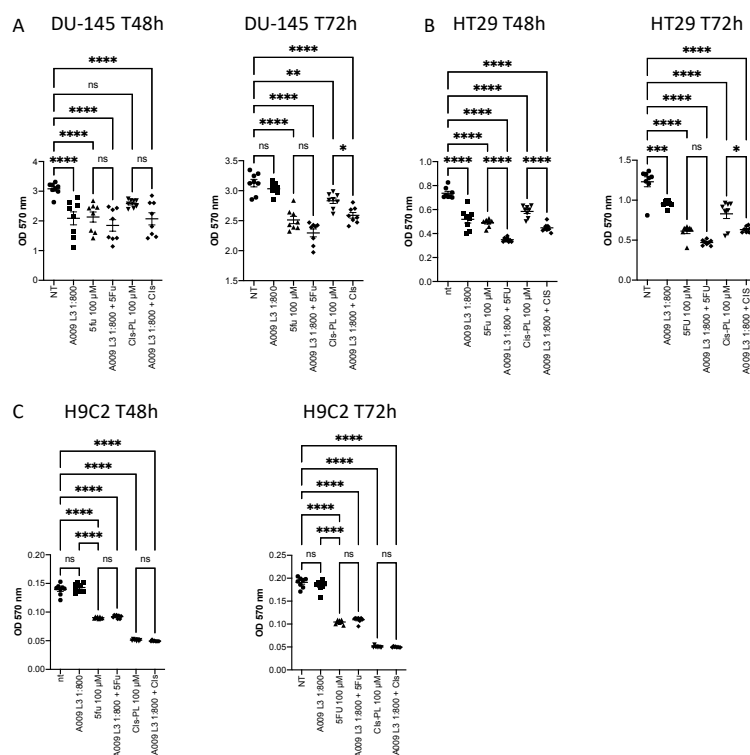 A
DU-145 T48h
****
ns
****
****
ns
ns
****
OD 570 nm
5
4
3
2
1
0
NT
A009 L3 1:800
5fu 100 μM
A009 L3 1:800 + 5Fu
Cis-PL 100 μM
A009 L3 1:800 + Cis
DU-145 T72h
****
**
****
****
ns
ns
*
OD 570 nm
3.5
3.0
2.5
2.0
1.5
NT
A009 L3 1:800
5fu 100 μM
A009 L3 1:800 + 5Fu
Cis-PL 100 μM
A009 L3 1:800 + Cis
B
HT29 T48h
****
****
****
****
****
****
****
OD 570 nm
1.0
0.8
0.6
0.4
0.2
0.0
nt
A009 L3 1:800
5FU 100 μM
A009 L3 1:800 + 5FU
Cis-PL 100 μM
A009 L3 1:800 + CIS
HT29 T72h
****
****
****
****
***
ns
*
OD 570 nm
1.5
1.0
0.5
0.0
NT
A009 L3 1:800
5FU 100 μM
A009 L3 1:800 + 5FU
Cis-PL 100 μM
A009 L3 1:800 + CIS
C
H9C2 T48h
****
****
****
****
****
ns
ns
ns
OD 570 nm
0.20
0.15
0.10
0.05
0.00
nt
A009 L3 1:800
5fu 100 μM
A009 L3 1:800 + 5Fu
Cis-PL 100 μM
A009 L3 1:800 + Cis
H9C2 T72h
****
****
****
****
****
ns
ns
ns
OD 570 nm
0.25
0.20
0.15
0.10
0.05
0.00
NT
A009 L3 1:800
5FU 100 μM
A009 L3 1:800 + 5Fu
Cis-PL 100 μM
A009 L3 1:800 + Cis